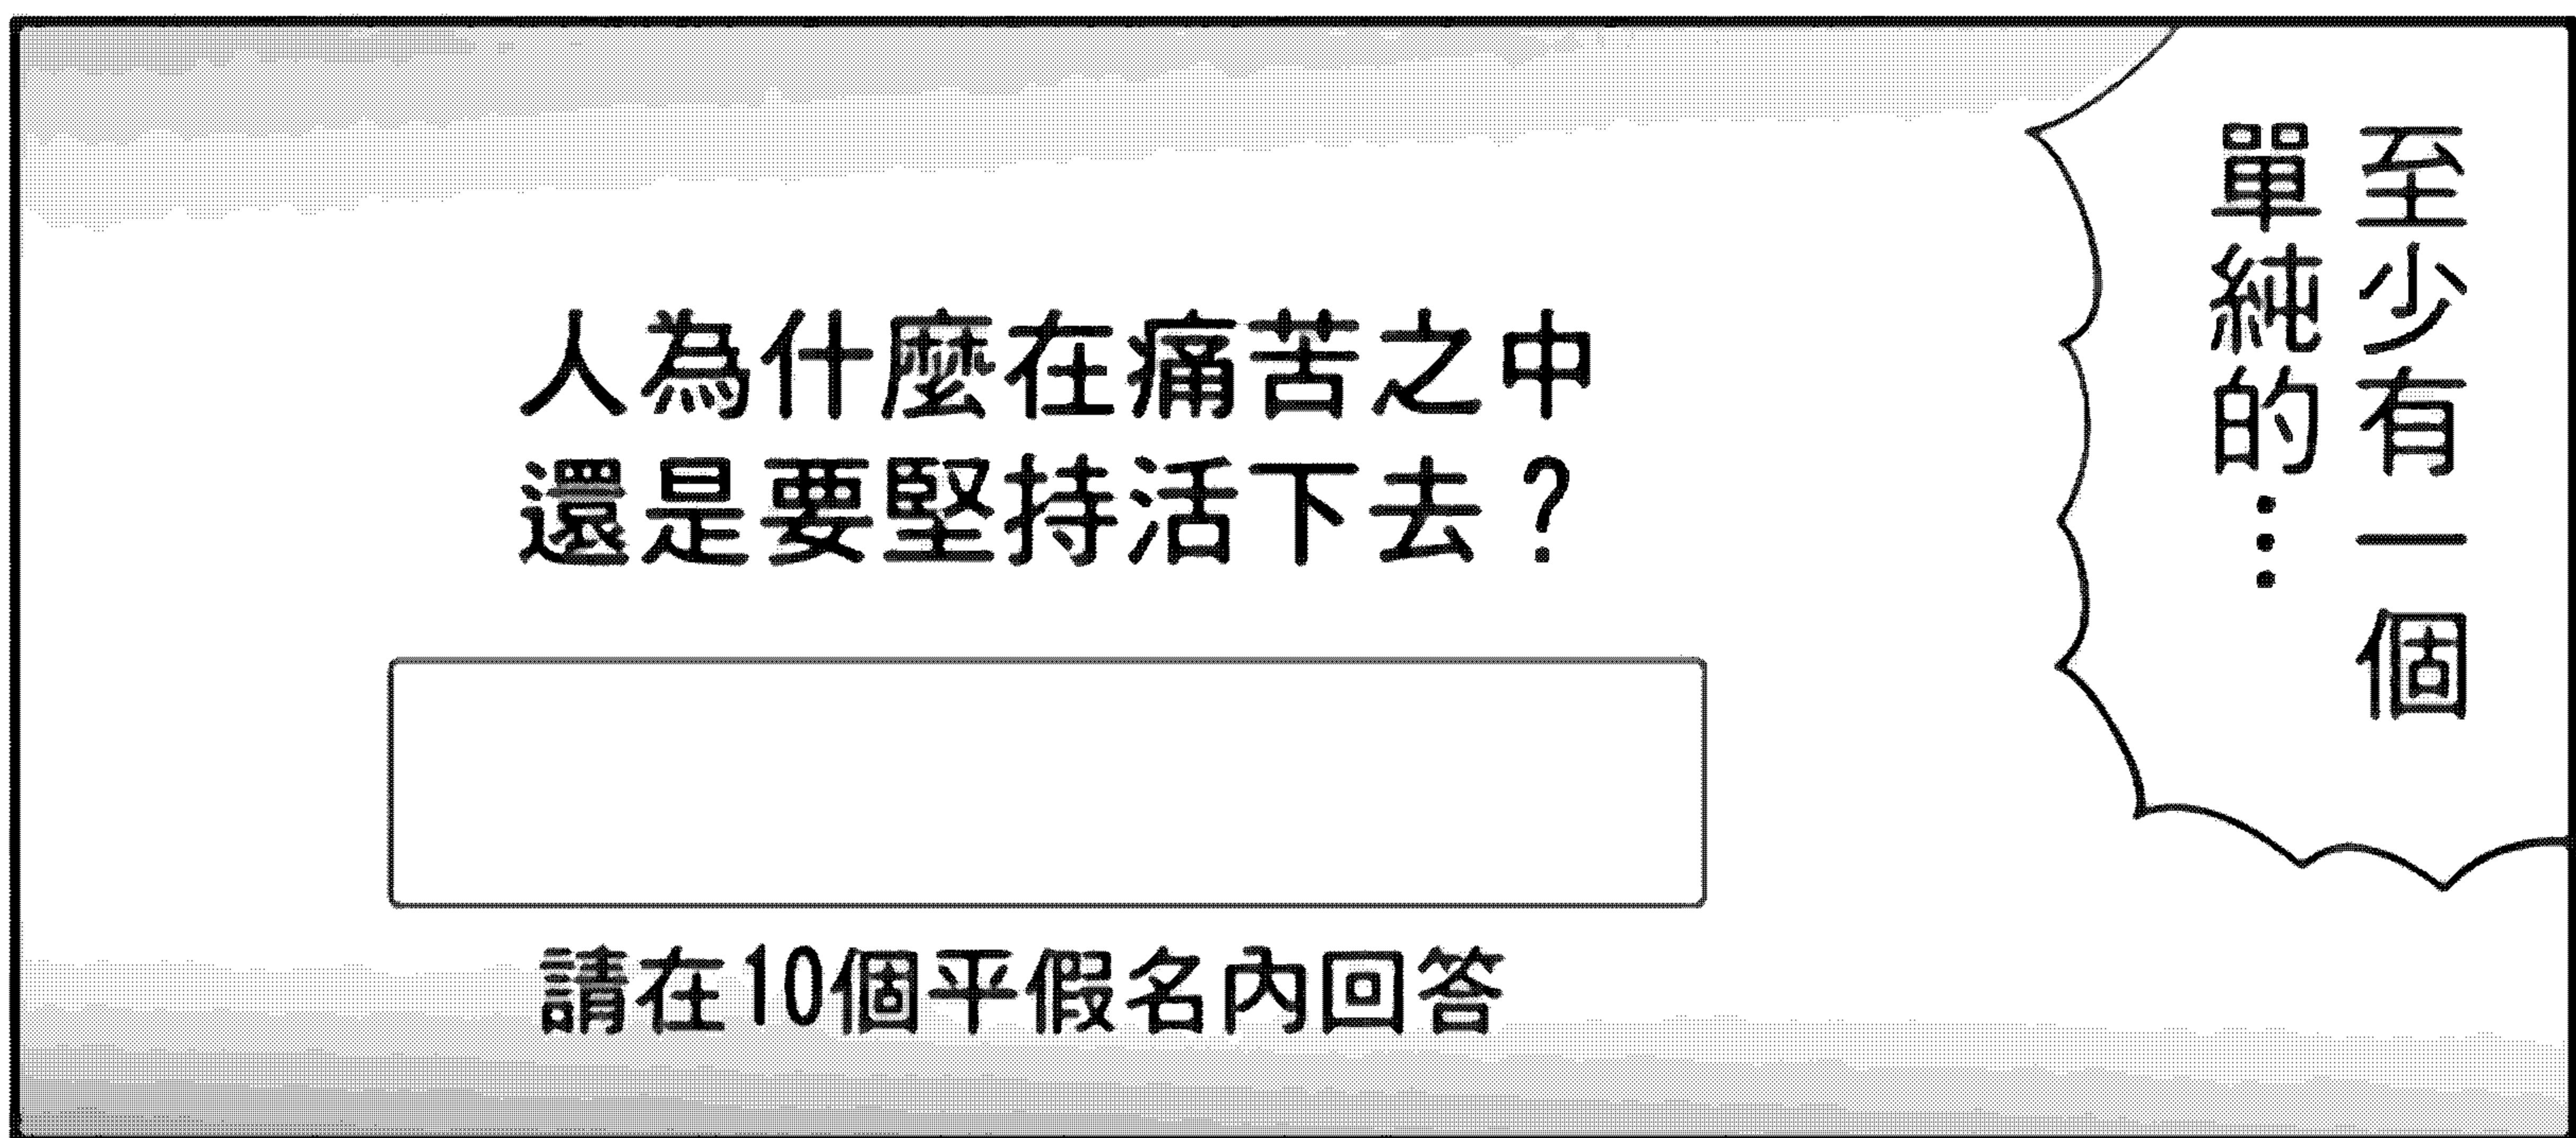 至少有一個
單純的…
人為什麼在痛苦之中
還是要堅持活下去？
請在10個平假名內回答